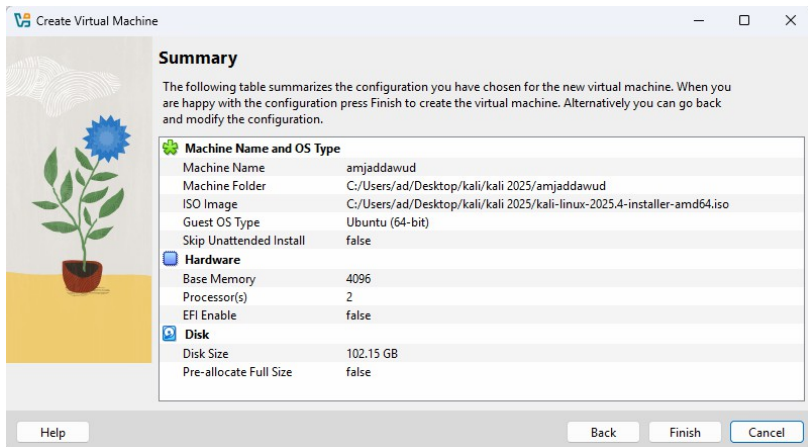 Create Virtual Machine
Summary
The following table summarizes the configuration you have chosen for the new virtual machine. When you
are happy with the configuration press Finish to create the virtual machine. Alternatively you can go back
and modify the configuration.
Machine Name and OS Type
Machine Name amjaddawud
Machine Folder C:/Users/ad/Desktop/kali/kali 2025/amjaddawud
ISO Image C:/Users/ad/Desktop/kali/kali 2025/kali-linux-2025.4-installer-amd64.iso
Guest OS Type Ubuntu (64-bit)
Skip Unattended Install false
Hardware
Base Memory 4096
Processor(s) 2
EFI Enable false
Disk
Disk Size 102.15 GB
Pre-allocate Full Size false
Help Back Finish Cancel